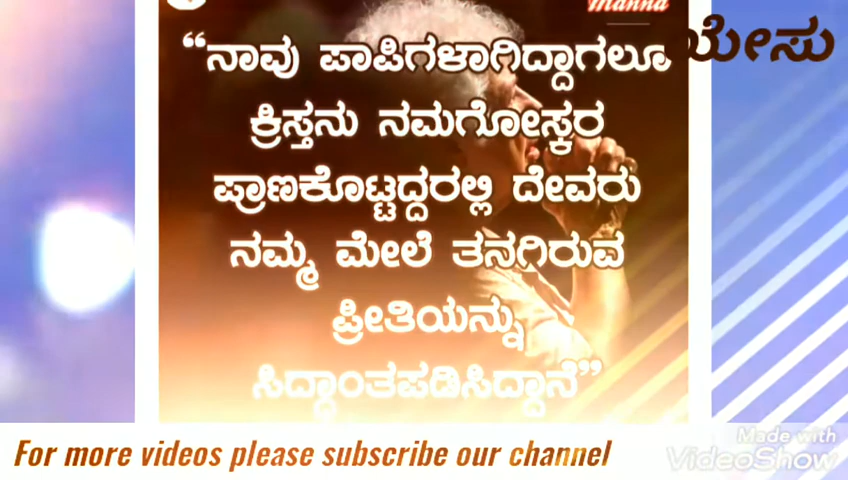 Manna
ಯೇಸು
“ನಾವು ಪಾಪಿಗಳಾಗಿದ್ದಾಗಲೂ
ಕ್ರಿಸ್ತನು ನಮಗೋಸ್ಕರ
ಪ್ರಾಣಕೊಟ್ಟದ್ದರಲ್ಲಿ ದೇವರು
ನಮ್ಮ ಮೇಲೆ ತನಗಿರುವ
ಪ್ರೀತಿಯನ್ನು
ಸಿದ್ಧಾಂತಪಡಿಸಿದ್ದಾನೆ”
For more videos please subscribe our channel
Made with
VideoShow